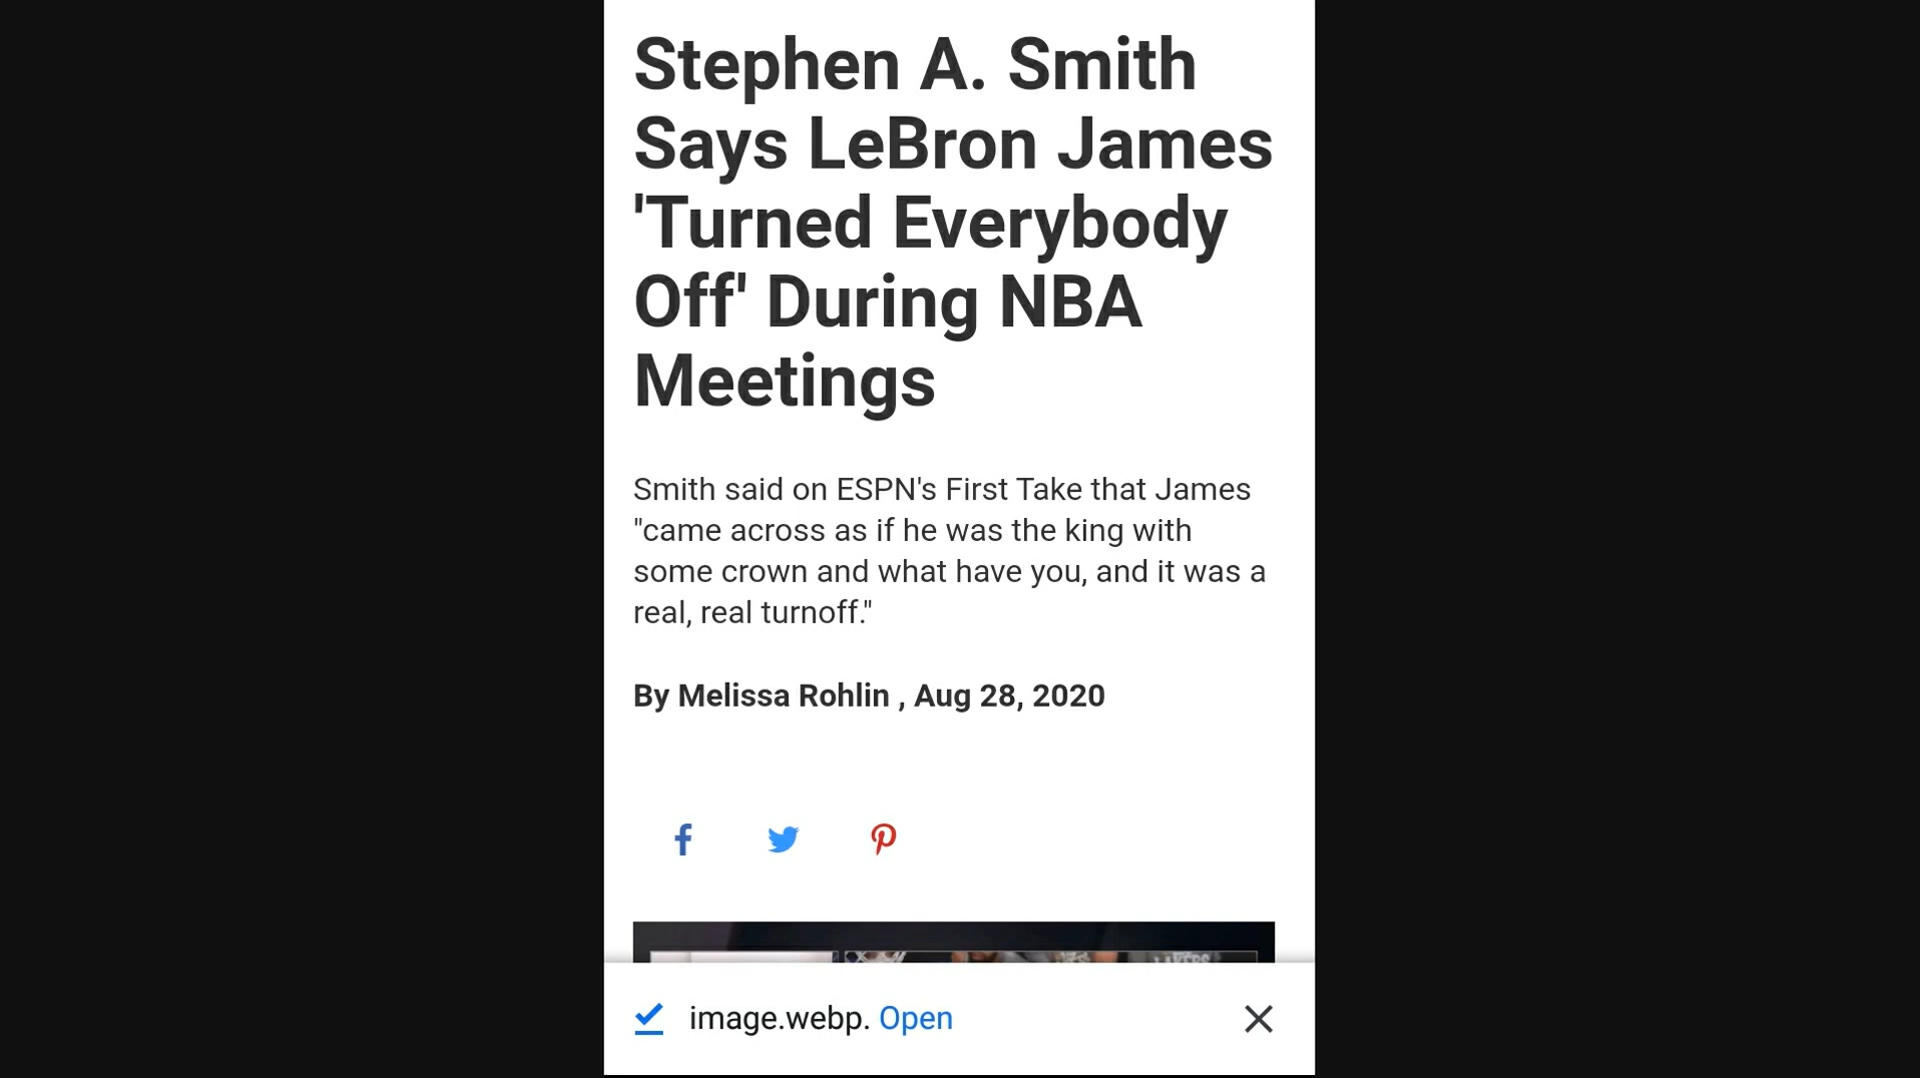 Stephen A. Smith
Says LeBron James
'Turned Everybody
Off' During NBA
Meetings
Smith said on ESPN's First Take that James
"came across as if he was the king with
some crown and what have you, and it was a
real, real turnoff."
By Melissa Rohlin , Aug 28, 2020
LAKERS
image.webp. Open